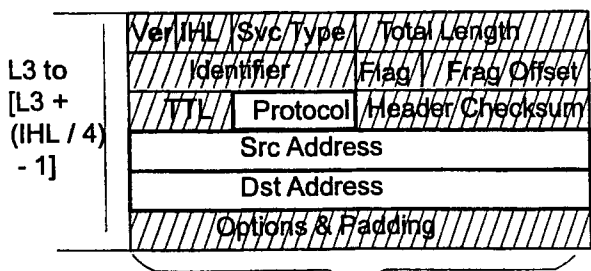 Ver IHL Svc Type Total Length
L3 to
[L3 +
(IHL / 4)
- 1]
Identifier Flag Frag Offset
TTL Protocol Header Checksum
Src Address
Dst Address
Options & Padding